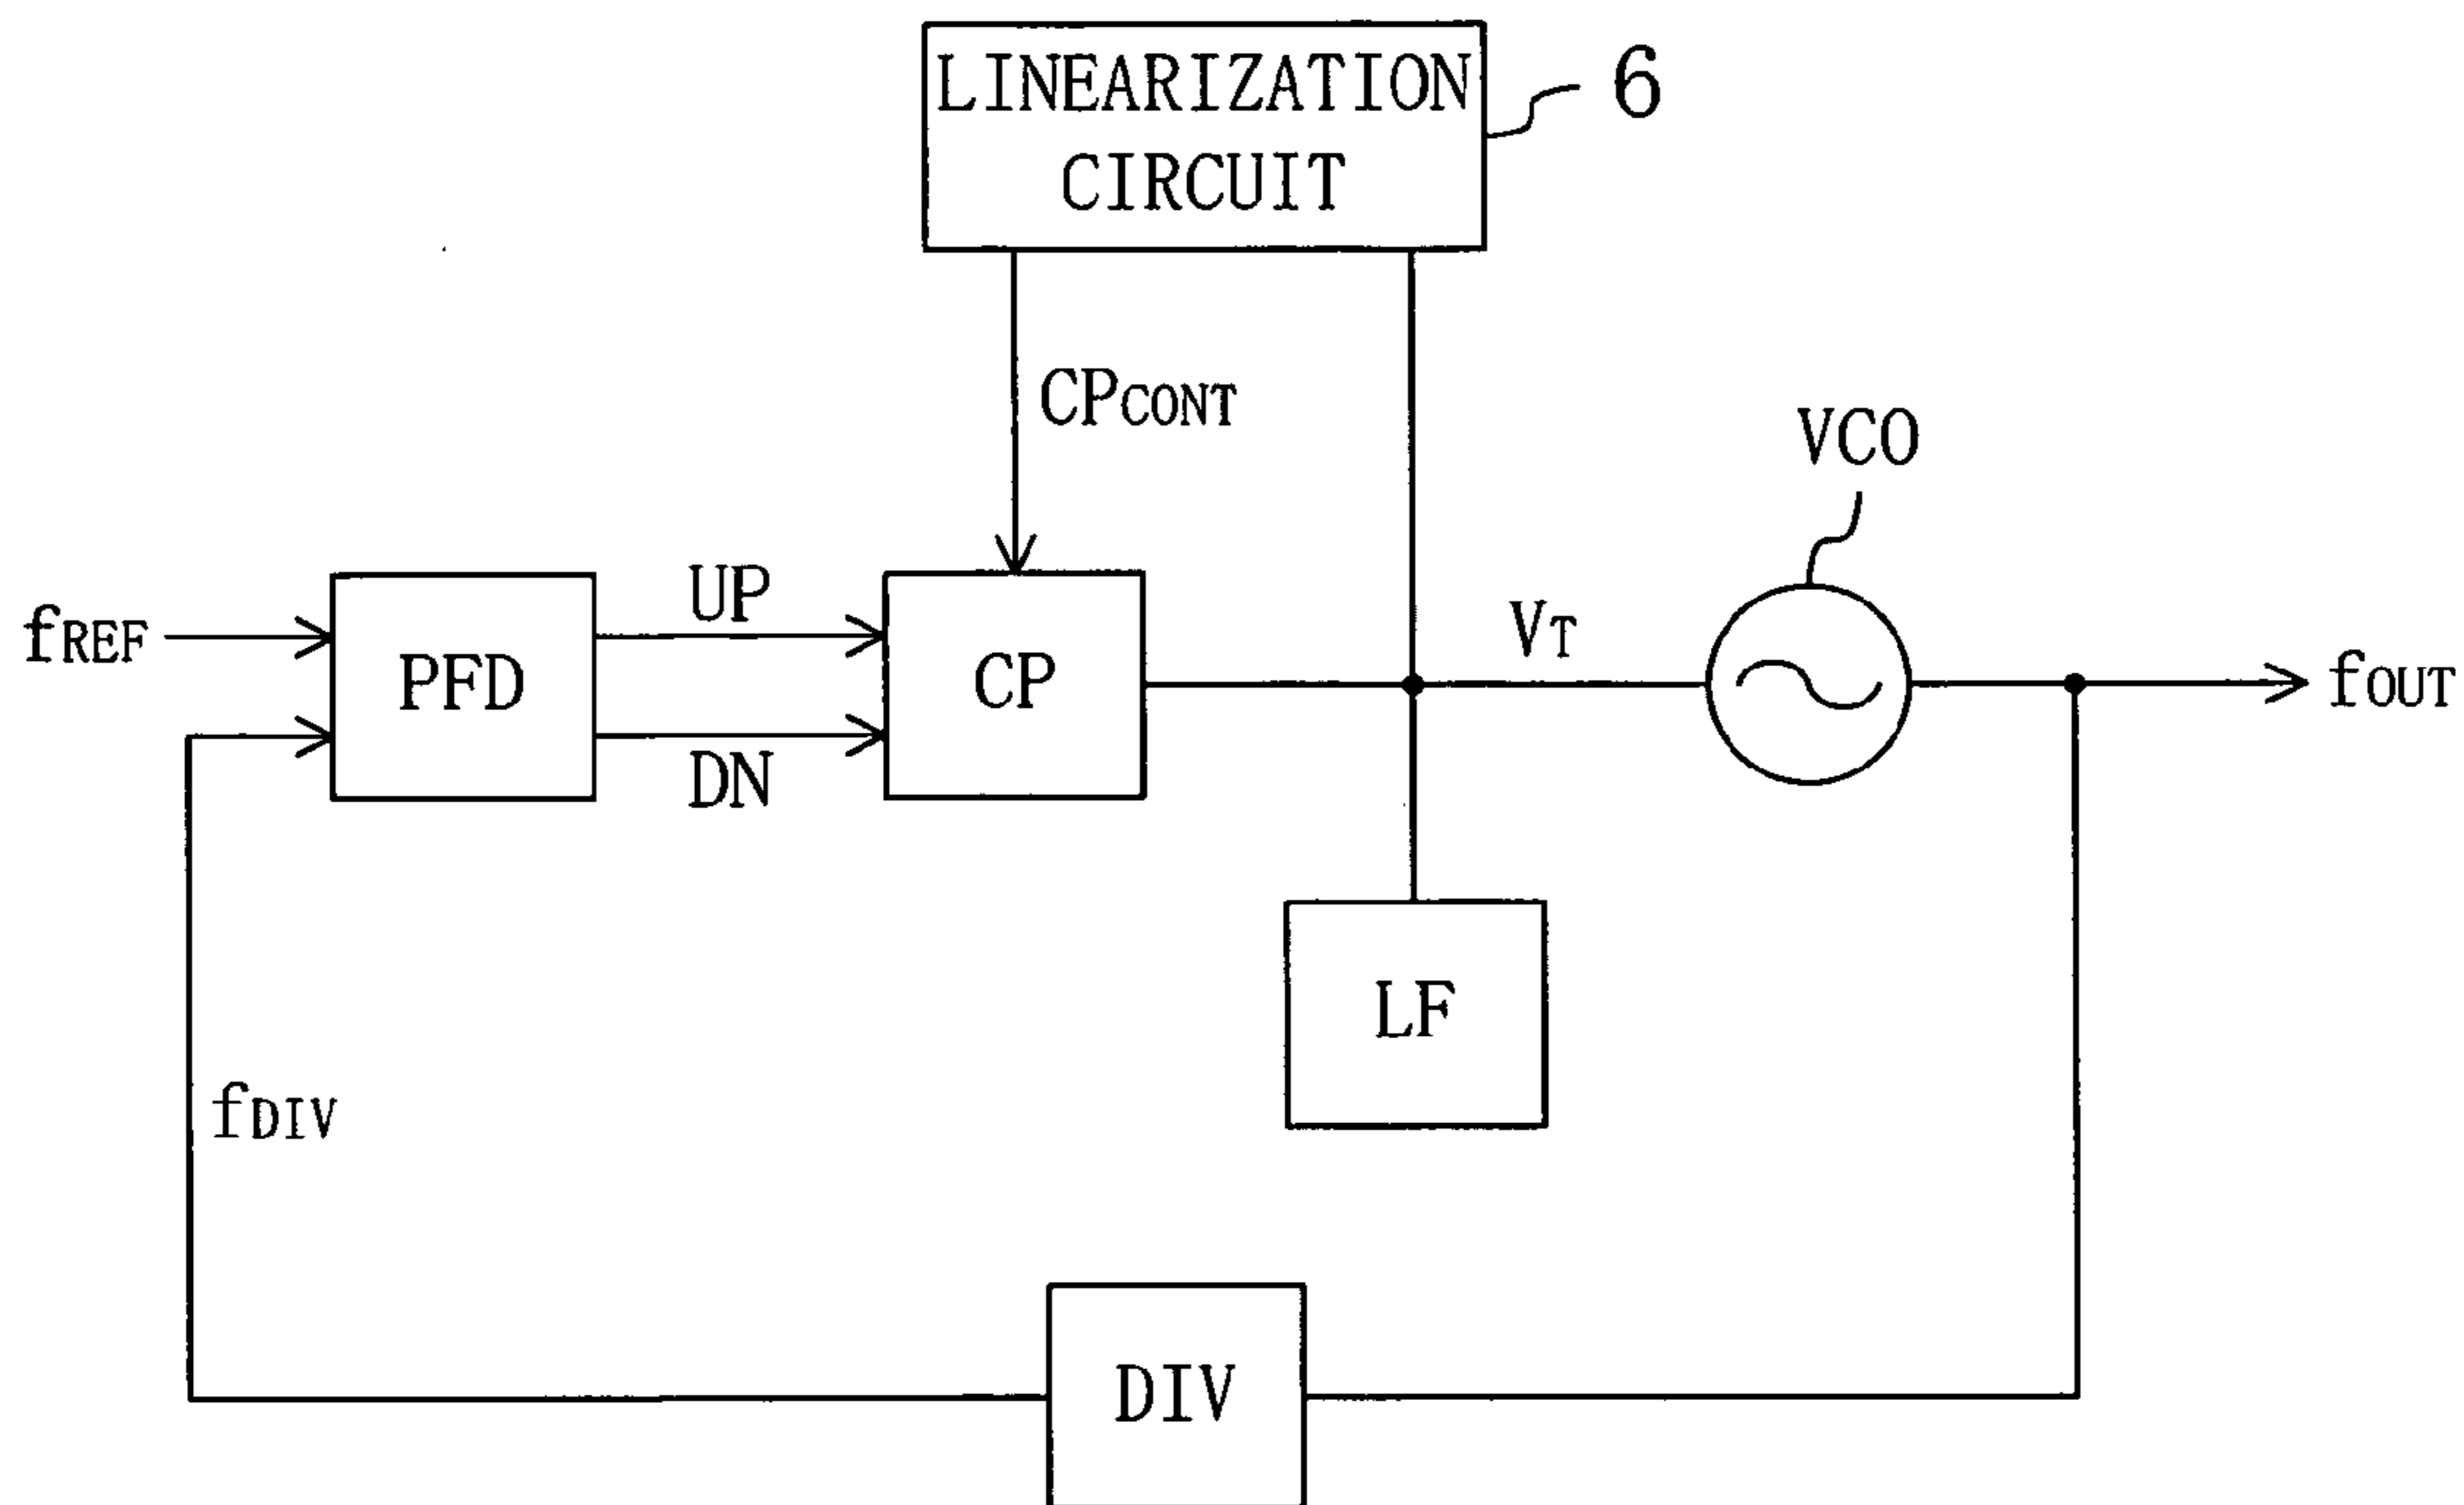 LINEARIZATION
CIRCUIT
6
CPCONT
VCO
fREF
PFD
UP
DN
CP
VT
fOUT
LF
fDIV
DIV